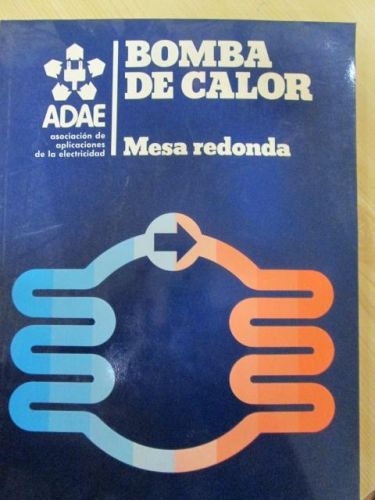 BOMBA
DE CALOR
ADAE
asociación de
aplicaciones
de la electricidad
Mesa redonda